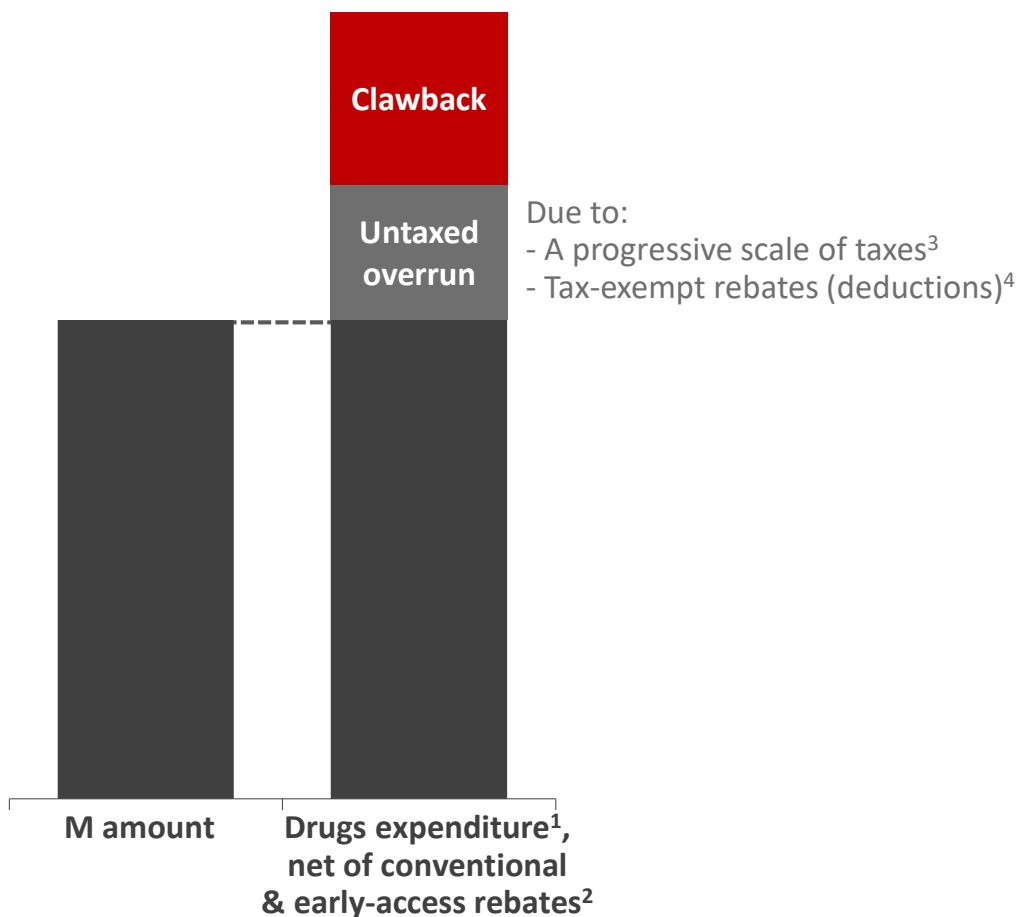 Clawback
Untaxed
overrun
Due to:
- A progressive scale of taxes³
- Tax-exempt rebates (deductions)⁴
M amount
Drugs expenditure¹,
net of conventional
& early-access rebates²